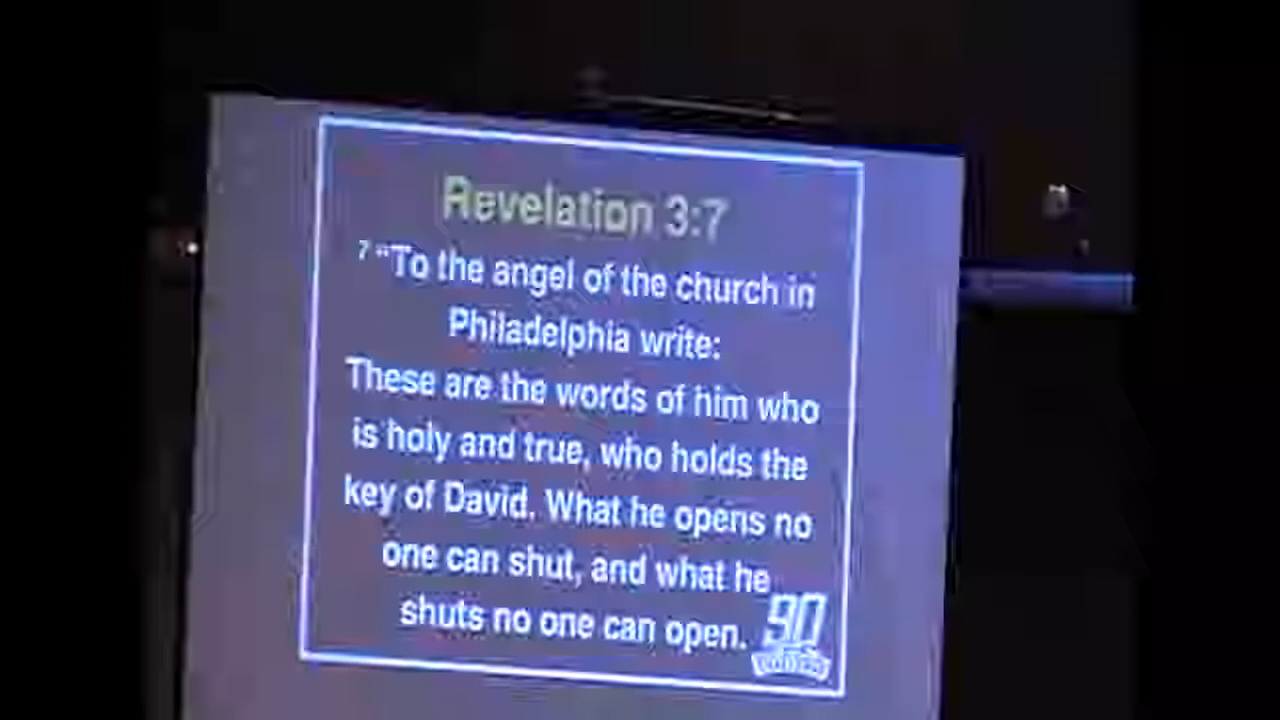 Revelation 3:7
7 “To the angel of the church in
Philadelphia write:
These are the words of him who
is holy and true, who holds the
key of David. What he opens no
one can shut, and what he
shuts no one can open.
90